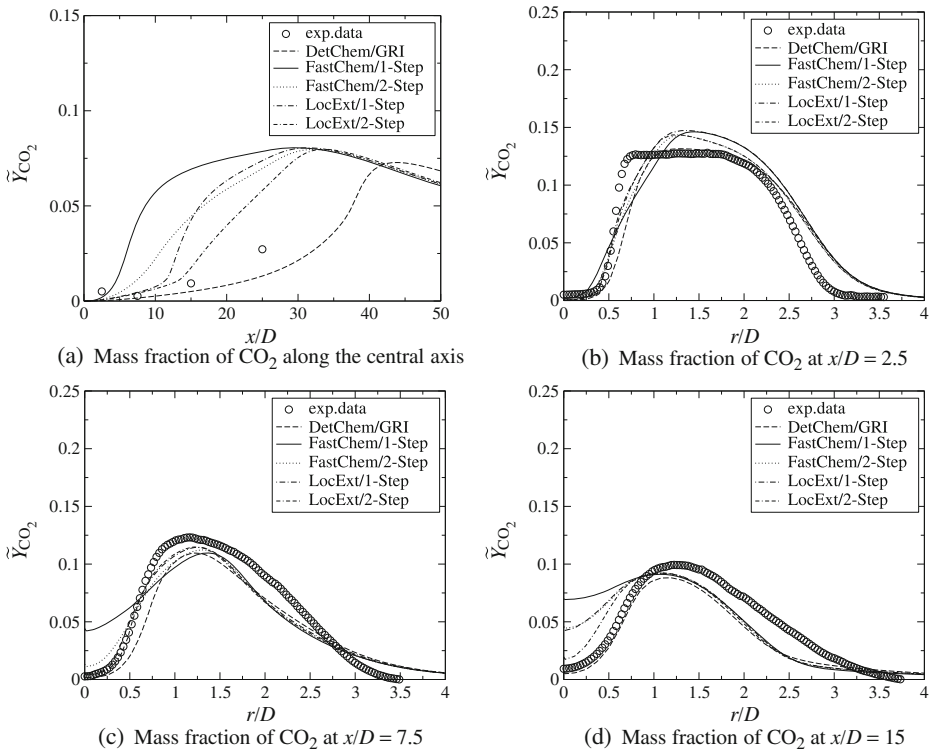 0.15
0.1
0.05
0
ỸCO₂
exp.data
DetChem/GRI
FastChem/1-Step
FastChem/2-Step
LocExt/1-Step
LocExt/2-Step
0 10 20 30 40 50
x/D
(a) Mass fraction of CO₂ along the central axis
0.25
0.2
0.15
0.1
0.05
0
ỸCO₂
exp.data
DetChem/GRI
FastChem/1-Step
FastChem/2-Step
LocExt/1-Step
LocExt/2-Step
0 0.5 1 1.5 2 2.5 3 3.5 4
r/D
(b) Mass fraction of CO₂ at x/D = 2.5
0.25
0.2
0.15
0.1
0.05
0
ỸCO₂
exp.data
DetChem/GRI
FastChem/1-Step
FastChem/2-Step
LocExt/1-Step
LocExt/2-Step
0 0.5 1 1.5 2 2.5 3 3.5 4
r/D
(c) Mass fraction of CO₂ at x/D = 7.5
0.25
0.2
0.15
0.1
0.05
0
ỸCO₂
exp.data
DetChem/GRI
FastChem/1-Step
FastChem/2-Step
LocExt/1-Step
LocExt/2-Step
0 0.5 1 1.5 2 2.5 3 3.5 4
r/D
(d) Mass fraction of CO₂ at x/D = 15